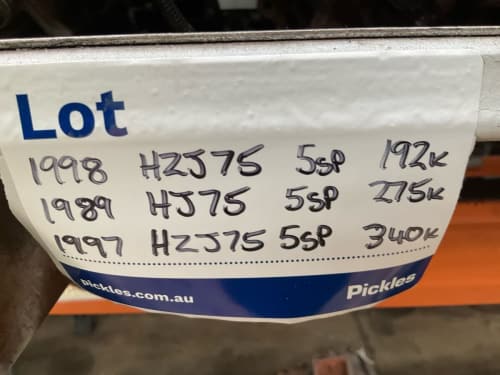 Lot
1998 HZJ75 5SP 192K
1989 HJ75 5SP 275K
1997 HZJ75 5SP 340K
pickles.com.au Pickles